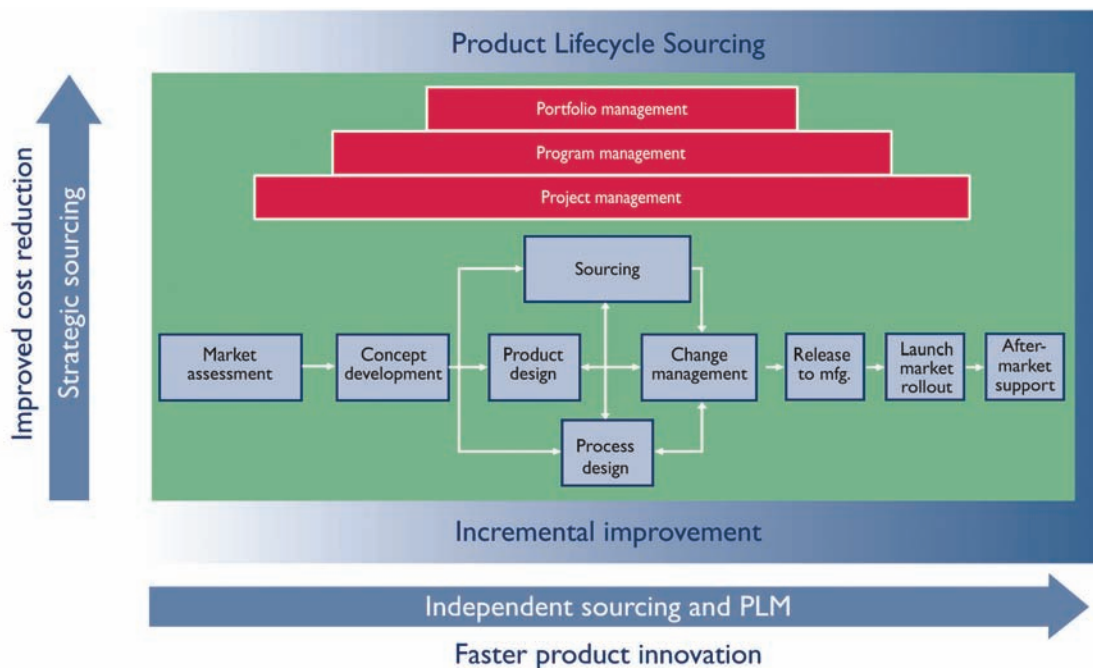 Product Lifecycle Sourcing
Improved cost reduction
Strategic sourcing
Portfolio management
Program management
Project management
Sourcing
Market
assessment
Concept
development
Product
design
Change
management
Release
to mfg.
Launch
market
rollout
After-
market
support
Process
design
Incremental improvement
Independent sourcing and PLM
Faster product innovation